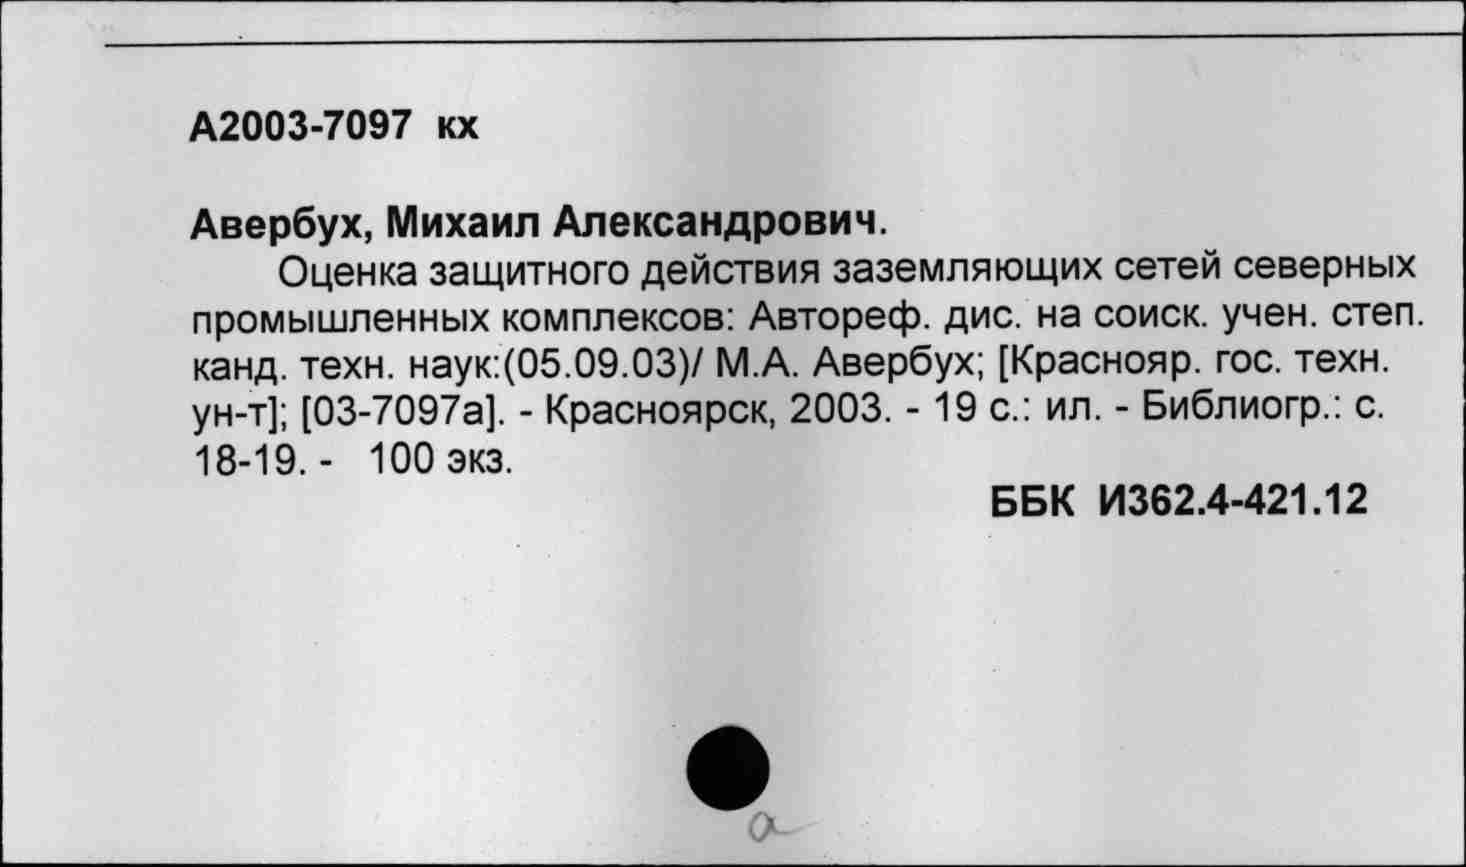 А2003-7097 кх
Авербух, Михаил Александрович.
Оценка защитного действия заземляющих сетей северных
промышленных комплексов: Автореф. дис. на соиск. учен. степ.
канд. техн. наук:(05.09.03)/ М.А. Авербух; [Краснояр. гос. техн.
ун-т]; [03-7097а]. - Красноярск, 2003. - 19 с.: ил. - Библиогр.: с.
18-19. - 100 экз.
ББК И362.4-421.12
а